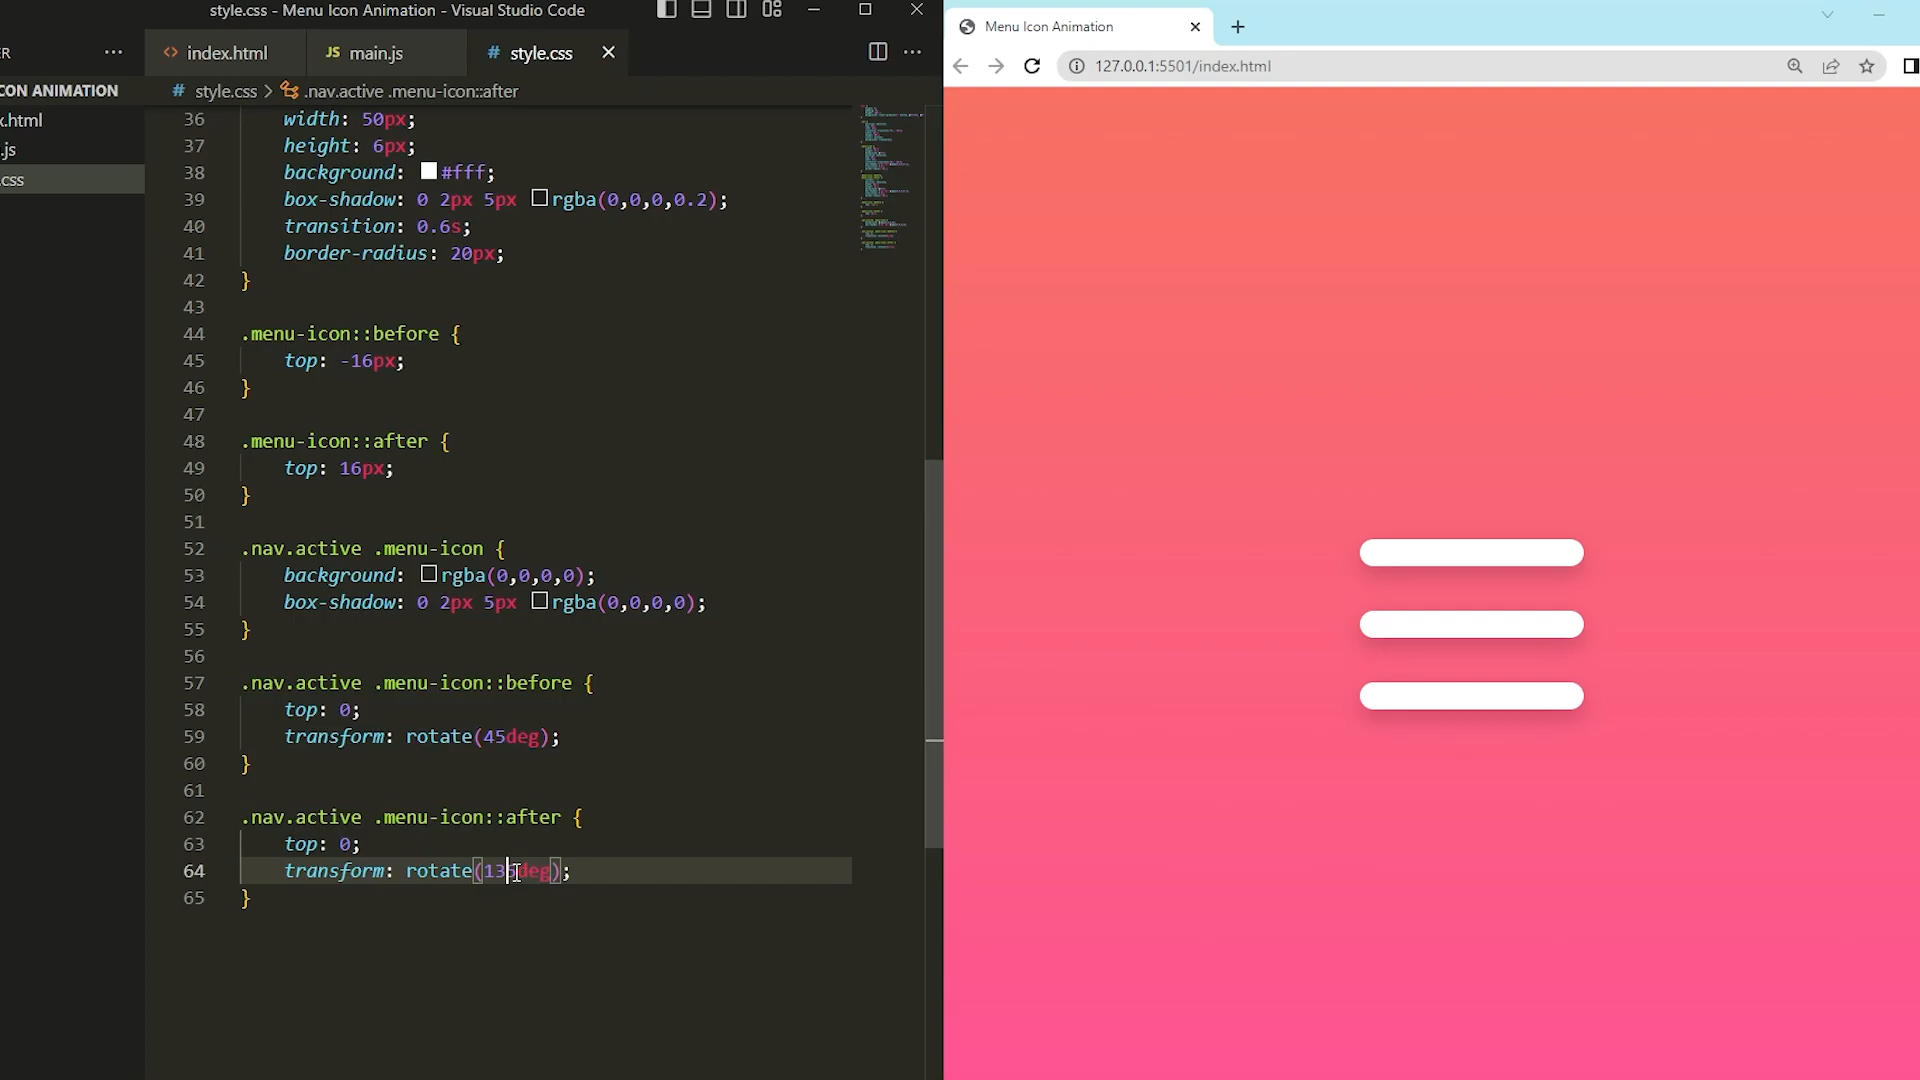 style.css - Menu Icon Animation - Visual Studio Code
R
index.html
JS main.js
# style.css
CON ANIMATION
x.html
.js
.css
# style.css > .nav.active .menu-icon::after
36 width: 50px;
37 height: 6px;
38 background: #fff;
39 box-shadow: 0 2px 5px rgba(0,0,0,0.2);
40 transition: 0.6s;
41 border-radius: 20px;
42 }
43
44 .menu-icon::before {
45 top: -16px;
46 }
47
48 .menu-icon::after {
49 top: 16px;
50 }
51
52 .nav.active .menu-icon {
53 background: rgba(0,0,0,0);
54 box-shadow: 0 2px 5px rgba(0,0,0,0);
55 }
56
57 .nav.active .menu-icon::before {
58 top: 0;
59 transform: rotate(45deg);
60 }
61
62 .nav.active .menu-icon::after {
63 top: 0;
64 transform: rotate(135deg);
65 }
Menu Icon Animation
127.0.0.1:5501/index.html